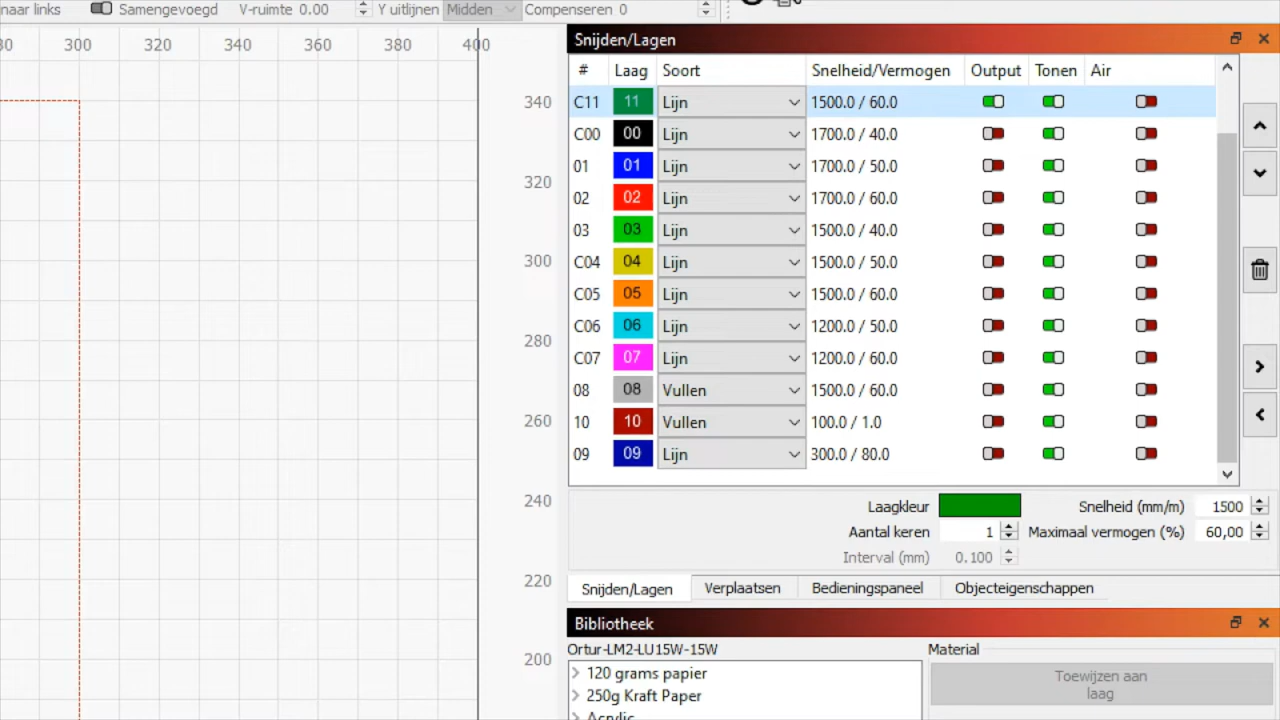 naar links Samengevoegd V-ruimte 0.00 Y uitlijnen Midden Compenseren 0
300 320 340 360 380 400
340
320
300
280
260
240
220
200
Snijden/Lagen
# Laag Soort Snelheid/Vermogen Output Tonen Air
C11 11 Lijn 1500.0 / 60.0
C00 00 Lijn 1700.0 / 40.0
01 01 Lijn 1700.0 / 50.0
02 02 Lijn 1700.0 / 60.0
03 03 Lijn 1500.0 / 40.0
C04 04 Lijn 1500.0 / 50.0
C05 05 Lijn 1500.0 / 60.0
C06 06 Lijn 1200.0 / 50.0
C07 07 Lijn 1200.0 / 60.0
08 08 Vullen 1500.0 / 60.0
10 10 Vullen 100.0 / 1.0
09 09 Lijn 300.0 / 80.0
Laagkleur Snelheid (mm/m) 1500
Aantal keren 1 Maximaal vermogen (%) 60,00
Interval (mm) 0.100
Snijden/Lagen Verplaatsen Bedieningspaneel Objecteigenschappen
Bibliotheek
Ortur-LM2-LU15W-15W Material
120 grams papier
250g Kraft Paper
Acrylic
Toewijzen aan
laag